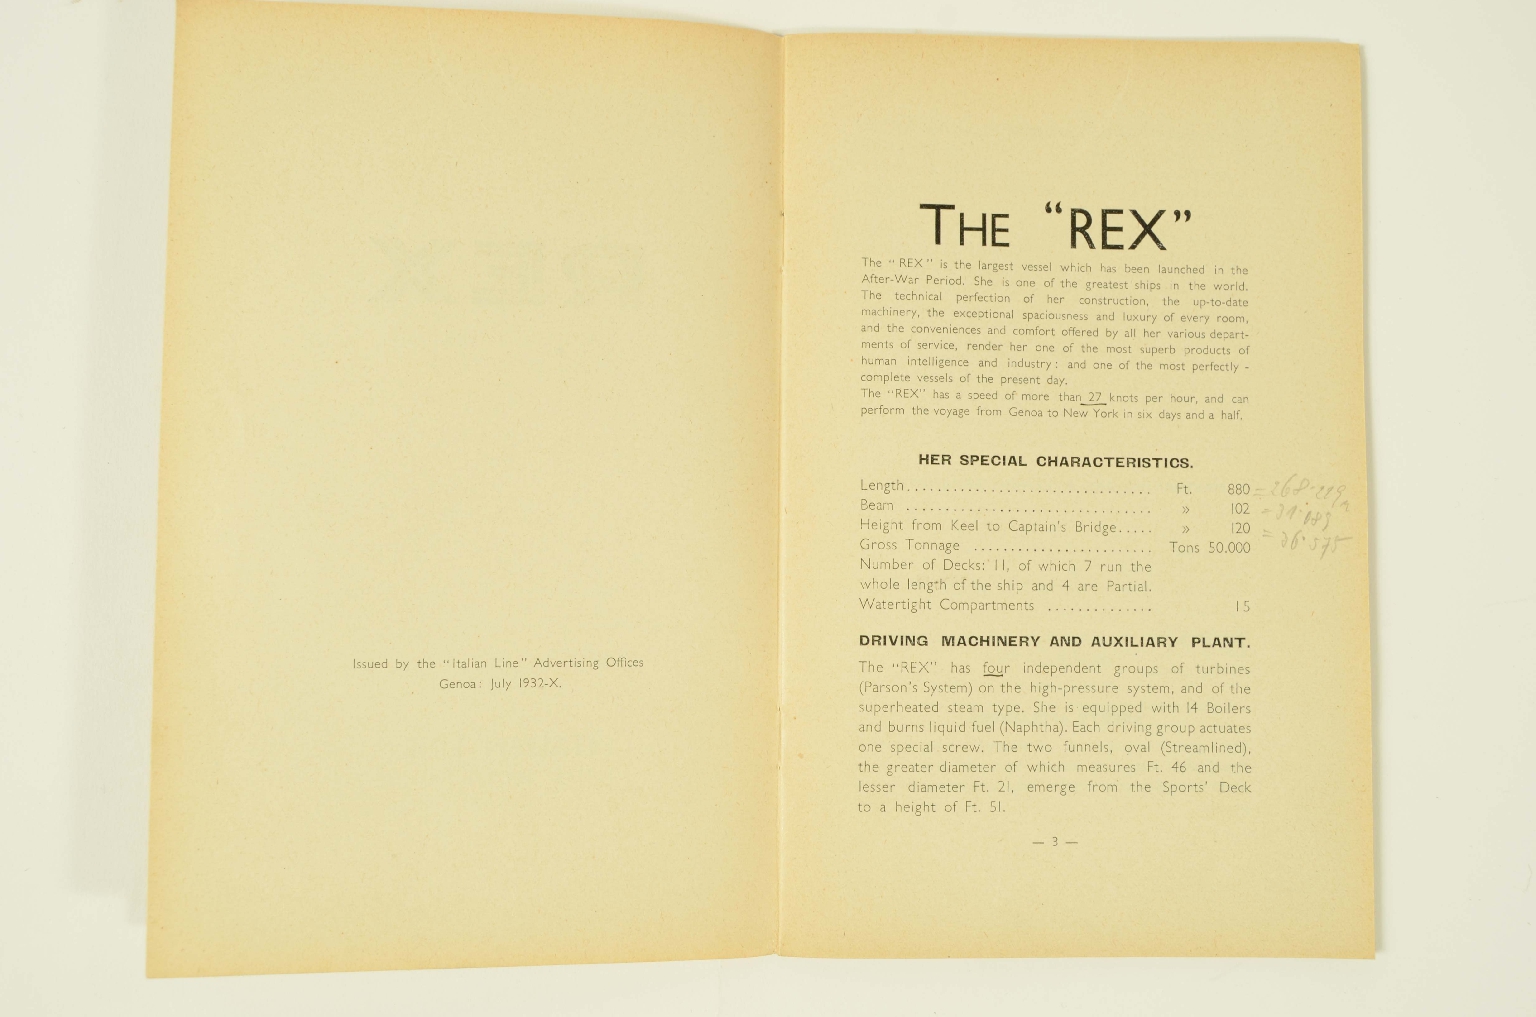 Issued by the "Italian Line" Advertising Offices
Genoa: July 1932-X.
THE "REX"
The "REX" is the largest vessel which has been launched in the
After-War Period. She is one of the greatest ships in the world.
The technical perfection of her construction, the up-to-date
machinery, the exceptional spaciousness and luxury of every room,
and the conveniences and comfort offered by all her various depart-
ments of service, render her one of the most superb products of
human intelligence and industry: and one of the most perfectly -
complete vessels of the present day.
The "REX" has a speed of more than 27 knots per hour, and can
perform the voyage from Genoa to New York in six days and a half.
HER SPECIAL CHARACTERISTICS.
Length ................................ Ft. 880 = 268.229
Beam ................................ » 102 = 31.089
Height from Keel to Captain's Bridge..... » 120 = 36.575
Gross Tonnage ........................ Tons 50.000
Number of Decks: 11, of which 7 run the
whole length of the ship and 4 are Partial.
Watertight Compartments .............. 15
DRIVING MACHINERY AND AUXILIARY PLANT.
The "REX" has four independent groups of turbines
(Parson's System) on the high-pressure system, and of the
superheated steam type. She is equipped with 14 Boilers
and burns liquid fuel (Naphtha). Each driving group actuates
one special screw. The two funnels, oval (Streamlined),
the greater diameter of which measures Ft. 46 and the
lesser diameter Ft. 21, emerge from the Sports' Deck
to a height of Ft. 51.
— 3 —